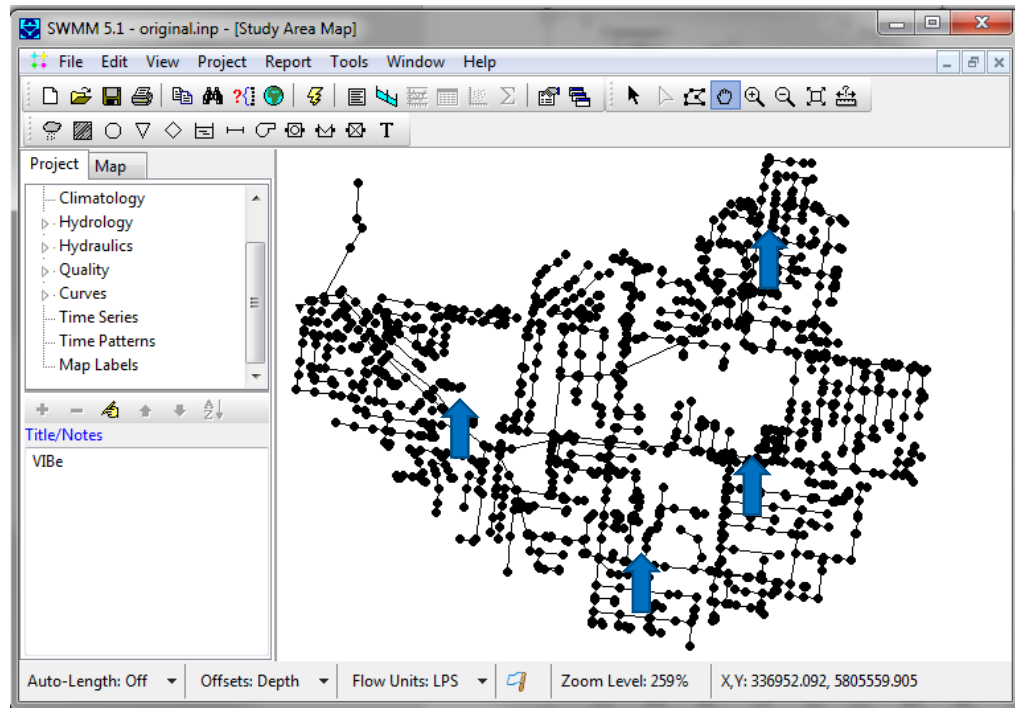 SWMM 5.1 - original.inp - [Study Area Map]
File Edit View Project Report Tools Window Help
?{}
Σ
T
Project Map
Climatology
Hydrology
Hydraulics
Quality
Curves
Time Series
Time Patterns
Map Labels
A
Z
Title/Notes
VIBe
Auto-Length: Off Offsets: Depth Flow Units: LPS Zoom Level: 259% X,Y: 336952.092, 5805559.905